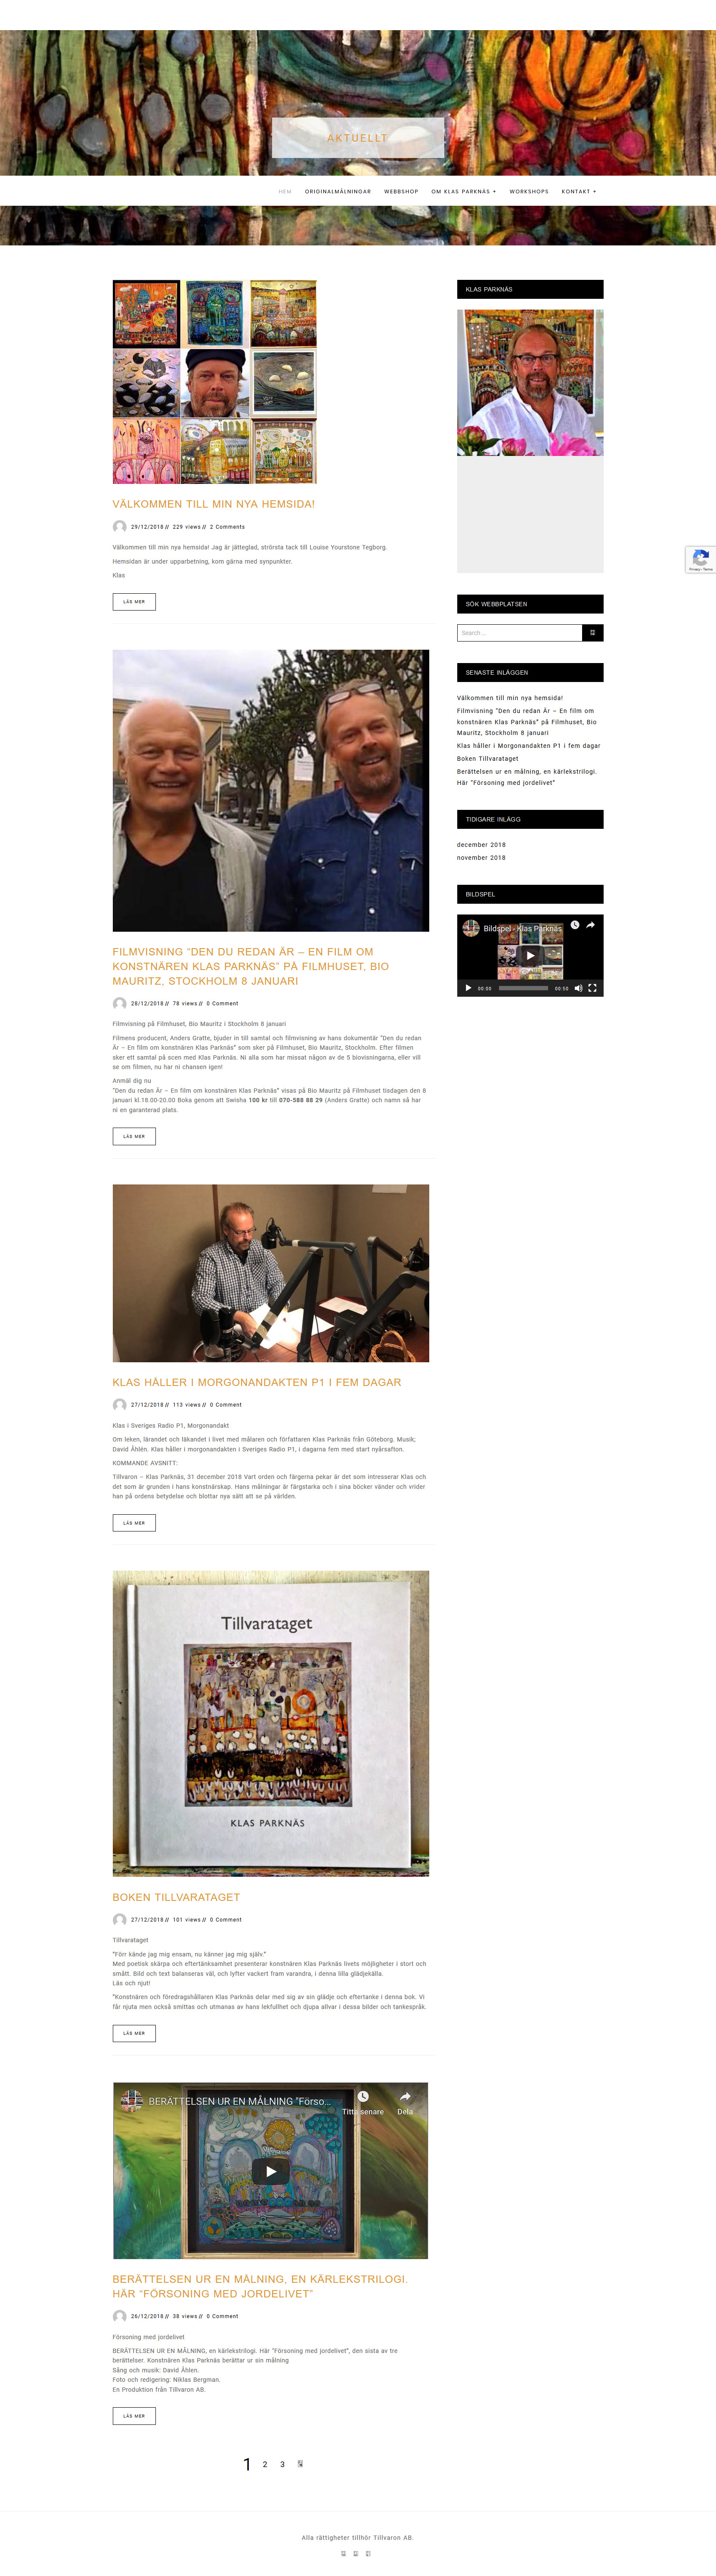 AKTUELLT
HEM ORIDINALMÅLNINGAR WEBBSHOP OM KLAS PARKNÄS + WORKSHOPS KONTAKT +
VÄLKOMMEN TILL MIN NYA HEMSIDA!
29/12/2018 // 229 views // 2 Comments
Välkommen till min nya hemsida! Jag är jätteglad, strörsta tack till Louise Yourstone Tegborg.
Hemsidan är under upparbetning, kom gärna med synpunkter.
Klas
LÄS MER
FILMVISNING "DEN DU REDAN ÄR – EN FILM OM
KONSTNÄREN KLAS PARKNÄS" PÅ FILMHUSET, BIO
MAURITZ, STOCKHOLM 8 JANUARI
28/12/2018 // 78 views // 0 Comment
Filmvisning på Filmhuset, Bio Mauritz i Stockholm 8 januari
Filmens producent, Anders Gratte, bjuder in till samtal och filmvisning av hans dokumentär "Den du redan
Är – En film om konstnären Klas Parknäs" som sker på Filmhuset, Bio Mauritz, Stockholm. Efter filmen
sker ett samtal på scen med Klas Parknäs. Ni alla som har missat någon av de 5 biovisningarna, eller vill
se om filmen, nu har ni chansen igen!
Anmäl dig nu
"Den du redan Är – En film om konstnären Klas Parknäs" visas på Bio Mauritz på Filmhuset tisdagen den 8
januari kl.18.00-20.00 Boka genom att Swisha 100 kr till 070-588 88 29 (Anders Gratte) och namn så har
ni en garanterad plats.
LÄS MER
KLAS HÅLLER I MORGONANDAKTEN P1 I FEM DAGAR
27/12/2018 // 113 views // 0 Comment
Klas i Sveriges Radio P1, Morgonandakt
Om leken, lärandet och läkandet i livet med målaren och författaren Klas Parknäs från Göteborg. Musik;
David Åhlén. Klas håller i morgonandakten i Sveriges Radio P1, i dagarna fem med start nyårsafton.
KOMMANDE AVSNITT:
Tillvaron – Klas Parknäs, 31 december 2018 Vart orden och färgerna pekar är det som intresserar Klas och
det som är grunden i hans konstnärskap. Hans målningar är färgstarka och i sina böcker vänder och vrider
han på ordens betydelse och blottar nya sätt att se på världen.
LÄS MER
Tillvarataget
KLAS PARKNÄS
BOKEN TILLVARATAGET
27/12/2018 // 101 views // 0 Comment
Tillvarataget
"Förr kände jag mig ensam, nu känner jag mig själv."
Med poetisk skärpa och eftertänksamhet presenterar konstnären Klas Parknäs livets möjligheter i stort och
smått. Bild och text balanseras väl, och lyfter vackert fram varandra, i denna lilla glädjekälla.
Läs och njut!
"Konstnären och föredragshållaren Klas Parknäs delar med sig av sin glädje och eftertanke i denna bok. Vi
får njuta men också smittas och utmanas av hans lekfullhet och djupa allvar i dessa bilder och tankespråk.
LÄS MER
BERÄTTELSEN UR EN MÅLNING "Förso...
Titta senare Dela
BERÄTTELSEN UR EN MÅLNING, EN KÄRLEKSTRILOGI.
HÄR "FÖRSONING MED JORDELIVET"
26/12/2018 // 38 views // 0 Comment
Försoning med jordelivet
BERÄTTELSEN UR EN MÅLNING, en kärlekstrilogi. Här "Försoning med jordelivet", den sista av tre
berättelser. Konstnären Klas Parknäs berättar ur sin målning
Sång och musik: David Åhlen.
Foto och redigering: Niklas Bergman.
En Produktion från Tillvaron AB.
LÄS MER
1 2 3
KLAS PARKNÄS
Privacy - Terms
SÖK WEBBPLATSEN
Search ...
SENASTE INLÄGGEN
Välkommen till min nya hemsida!
Filmvisning "Den du redan Är – En film om
konstnären Klas Parknäs" på Filmhuset, Bio
Mauritz, Stockholm 8 januari
Klas håller i Morgonandakten P1 i fem dagar
Boken Tillvarataget
Berättelsen ur en målning, en kärlekstrilogi.
Här "Försoning med jordelivet"
TIDIGARE INLÄGG
december 2018
november 2018
BILDSPEL
Bildspel - Klas Parknäs
00:00 00:50
Alla rättigheter tillhör Tillvaron AB.